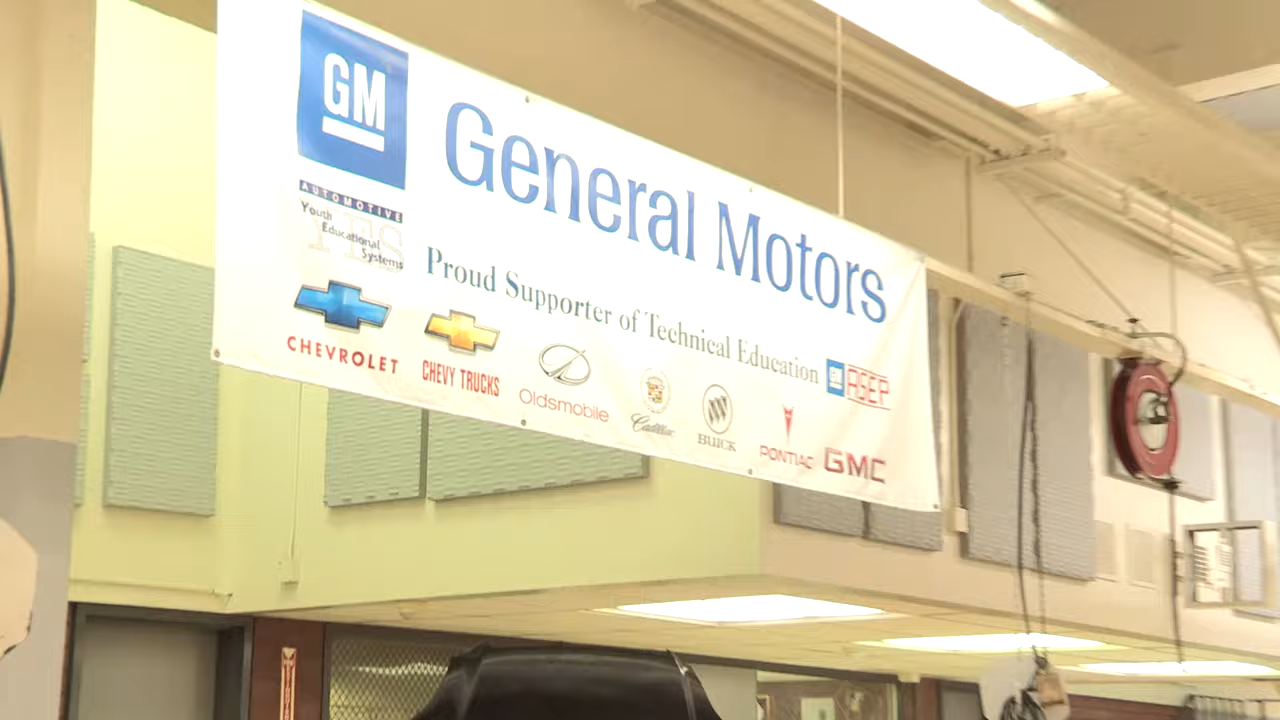 GM
General Motors
AUTOMOTIVE
YES
Youth
Educational
Systems
Proud Supporter of Technical Education
GM ASEP
CHEVROLET
CHEVY TRUCKS
Oldsmobile
Cadillac
BUICK
PONTIAC
GMC